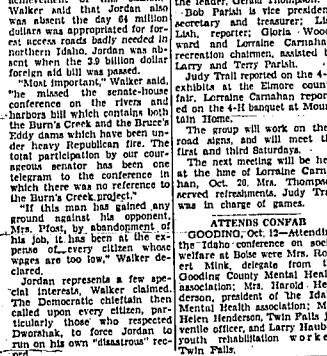 Walker said that Jordan also
was absent the day 64 million
dollars was appropriated for for-
est access roads badly needed in
northern Idaho. Jordan was ab-
sent when the 3.9 billion dollar
foreign aid bill was passed.
"Most important," Walker said,
"he missed the senate-house
conference on the rivers and
harbors bill which contains both
the Burn's Creek and the Bruce's
Eddy dams which have been un-
der heavy Republican fire. The
total participation by our cour-
ageous senator has been one
telegram to the conference in
which there was no reference to
the Burn's Creek project."
"If this man has gained any
ground against his opponent,
Mrs. Pfost, by abandonment of
his job, it has been at the ex-
pense of every citizen whose
wages are too low," Walker de-
clared.
Jordan represents a few spe-
cial interests, Walker claimed.
The Democratic chieftain then
called upon every citizen, par-
ticularly those who respected
Dworshak, to force Jordan to
run on his own "disastrous" rec-
ord
the leader, Gerald Thompson.
Bob Parish is vice presiden
secretary and treasurer;
Lish, reporter; Gloria Woo
ward and Lorraine Carnaha
recreation chairmen, assisted b
Larry and Terry Parish.
Judy Trail reported on the 4-
exhibits at the Elmore coun
fair, Lorraine Carnahan repor
ed on the 4-H banquet at Moun
tain Home.
The group will work on the
road signs, and will meet t
first and third Saturdays.
The next meeting will be he
at the hme of Lorraine Carna
han, Oct. 20. Mrs. Thomps
served refreshments. Judy Tra
was in charge of games.
ATTENDS CONFAB
GOODING, Oct. 12—Attendin
the Idaho conference on soci
welfare at Boise were Mrs. Ro
ert Mink, delegate from
Gooding County Mental Heal
association; Mrs. Harold He
derson, president of the Ida
Mental Health association; M
Helen Henderson, Twin Falls j
venile officer, and Larry Haub
youth rehabilitation worke
Twin Falls